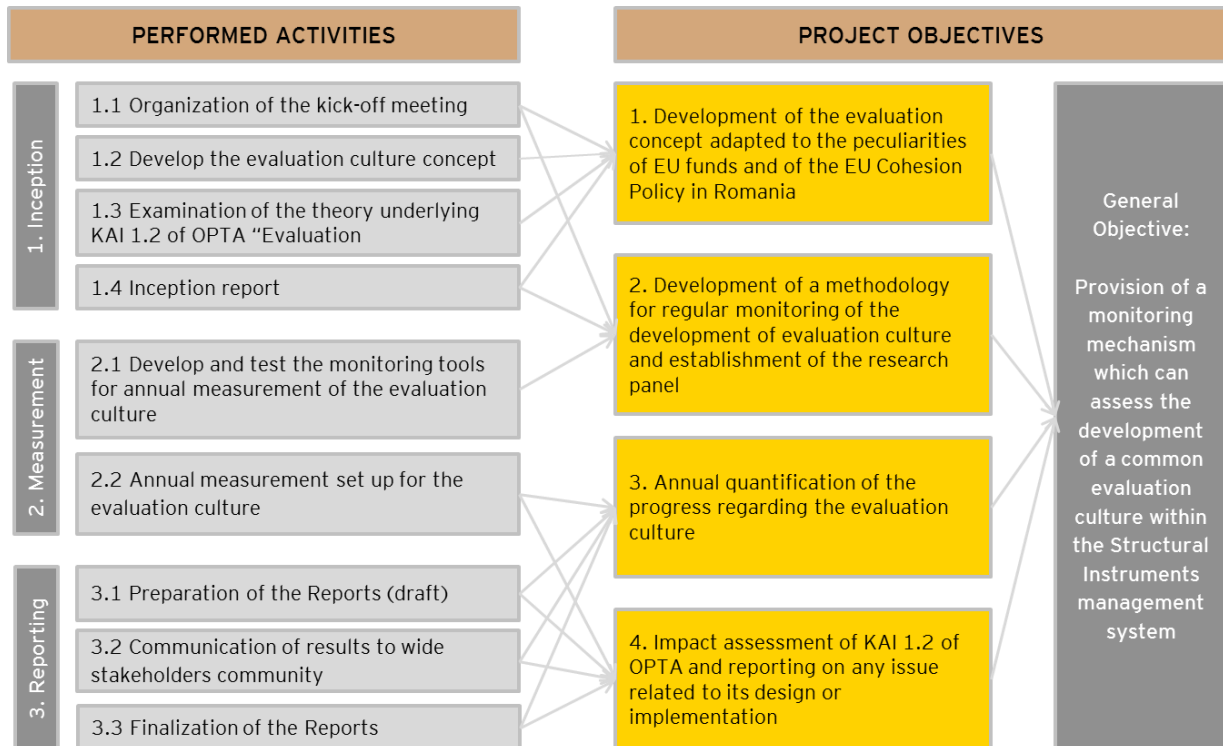 PERFORMED ACTIVITIES
PROJECT OBJECTIVES
1. Inception
1.1 Organization of the kick-off meeting
1.2 Develop the evaluation culture concept
1.3 Examination of the theory underlying
KAI 1.2 of OPTA “Evaluation
1.4 Inception report
2. Measurement
2.1 Develop and test the monitoring tools
for annual measurement of the evaluation
culture
2.2 Annual measurement set up for the
evaluation culture
3. Reporting
3.1 Preparation of the Reports (draft)
3.2 Communication of results to wide
stakeholders community
3.3 Finalization of the Reports
1. Development of the evaluation
concept adapted to the peculiarities
of EU funds and of the EU Cohesion
Policy in Romania
2. Development of a methodology
for regular monitoring of the
development of evaluation culture
and establishment of the research
panel
3. Annual quantification of the
progress regarding the evaluation
culture
4. Impact assessment of KAI 1.2 of
OPTA and reporting on any issue
related to its design or
implementation
General
Objective:
Provision of a
monitoring
mechanism
which can
assess the
development
of a common
evaluation
culture within
the Structural
Instruments
management
system